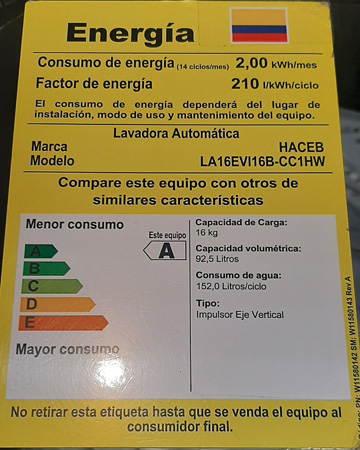 Energía
Consumo de energía (14 ciclos/mes) 2,00 kWh/mes
Factor de energía 210 l/kWh/ciclo
El consumo de energía dependerá del lugar de
instalación, modo de uso y mantenimiento del equipo.
Lavadora Automática
Marca HACEB
Modelo LA16EVI16B-CC1HW
Compare este equipo con otros de
similares características
Menor consumo
Este equipo
A
A
B
C
D
E
Mayor consumo
Capacidad de Carga:
16 kg
Capacidad volumétrica:
92,5 Litros
Consumo de agua:
152,0 Litros/ciclo
Tipo:
Impulsor Eje Vertical
No retirar esta etiqueta hasta que se venda el equipo al
consumidor final.
PN: W11580142 SM: W11580143 Rev A